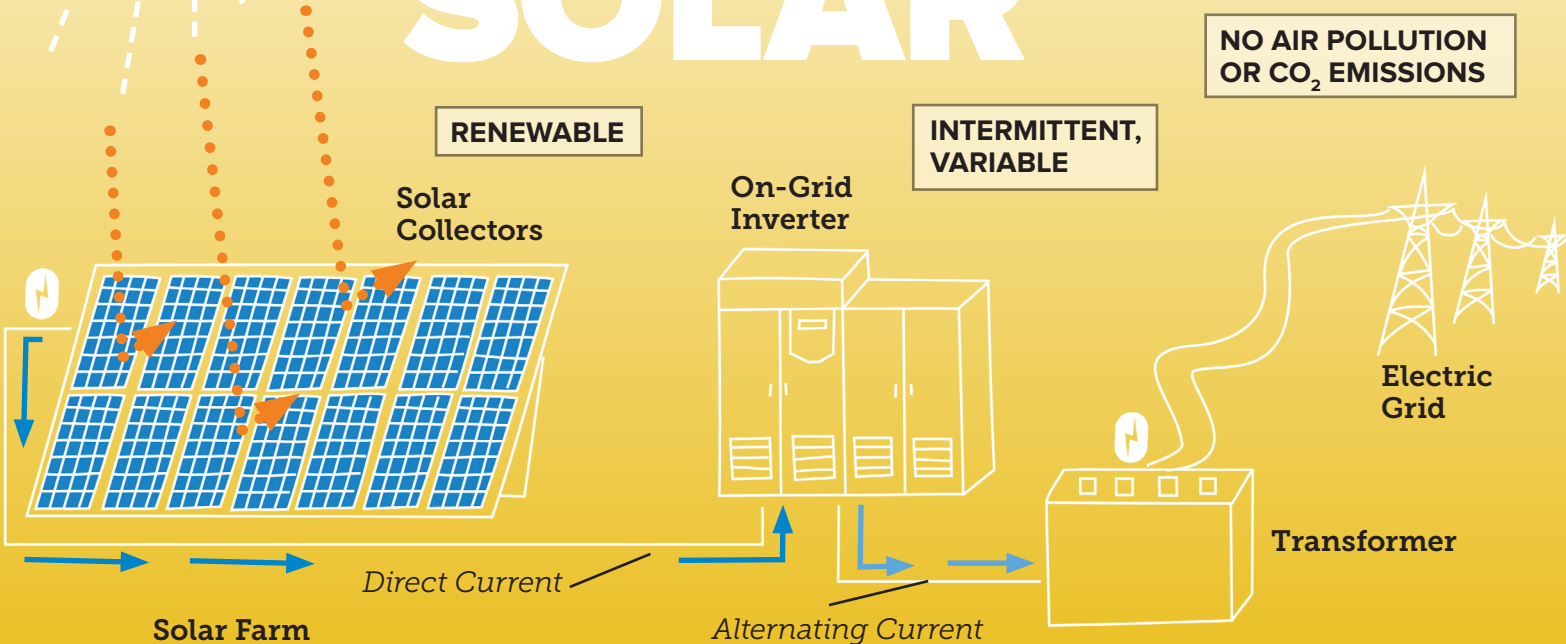 SOLAR
NO AIR POLLUTION
OR CO₂ EMISSIONS
RENEWABLE
INTERMITTENT,
VARIABLE
Solar
Collectors
On-Grid
Inverter
Electric
Grid
Transformer
Direct Current
Alternating Current
Solar Farm